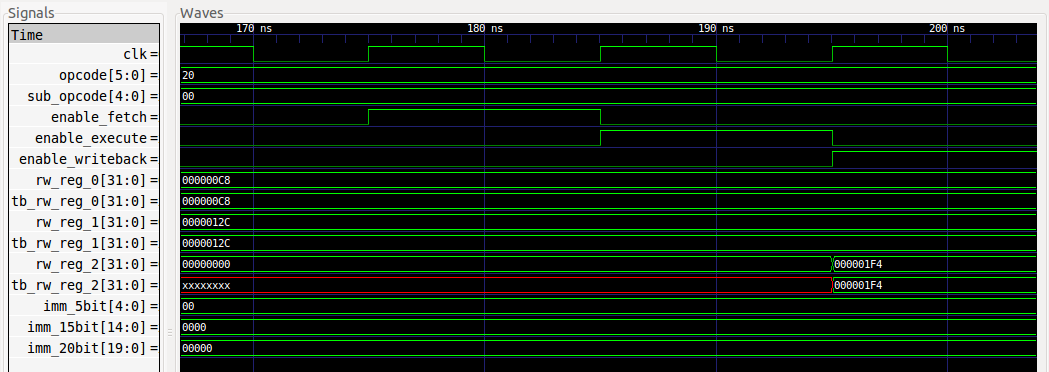 Signals
Waves
Time
170 ns 180 ns 190 ns 200 ns
clk =
opcode[5:0] = 20
sub_opcode[4:0] = 00
enable_fetch =
enable_execute =
enable_writeback =
rw_reg_0[31:0] = 000000C8
tb_rw_reg_0[31:0] = 000000C8
rw_reg_1[31:0] = 0000012C
tb_rw_reg_1[31:0] = 0000012C
rw_reg_2[31:0] = 00000000 000001F4
tb_rw_reg_2[31:0] = xxxxxxxx 000001F4
imm_5bit[4:0] = 00
imm_15bit[14:0] = 0000
imm_20bit[19:0] = 00000